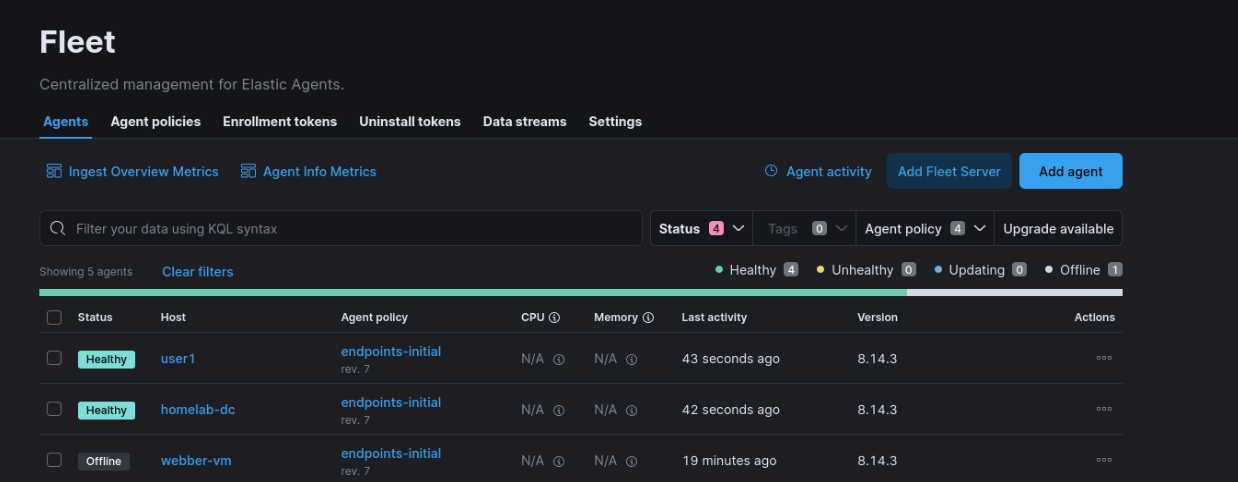 Fleet
Centralized management for Elastic Agents.
Agents Agent policies Enrollment tokens Uninstall tokens Data streams Settings
Ingest Overview Metrics Agent Info Metrics Agent activity Add Fleet Server Add agent
Filter your data using KQL syntax Status 4 Tags 0 Agent policy 4 Upgrade available
Showing 5 agents Clear filters Healthy 4 Unhealthy 0 Updating 0 Offline 1
Status Host Agent policy CPU Memory Last activity Version Actions
Healthy user1 endpoints-initial N/A N/A 43 seconds ago 8.14.3
rev. 7
Healthy homelab-dc endpoints-initial N/A N/A 42 seconds ago 8.14.3
rev. 7
Offline webber-vm endpoints-initial N/A N/A 19 minutes ago 8.14.3
rev. 7